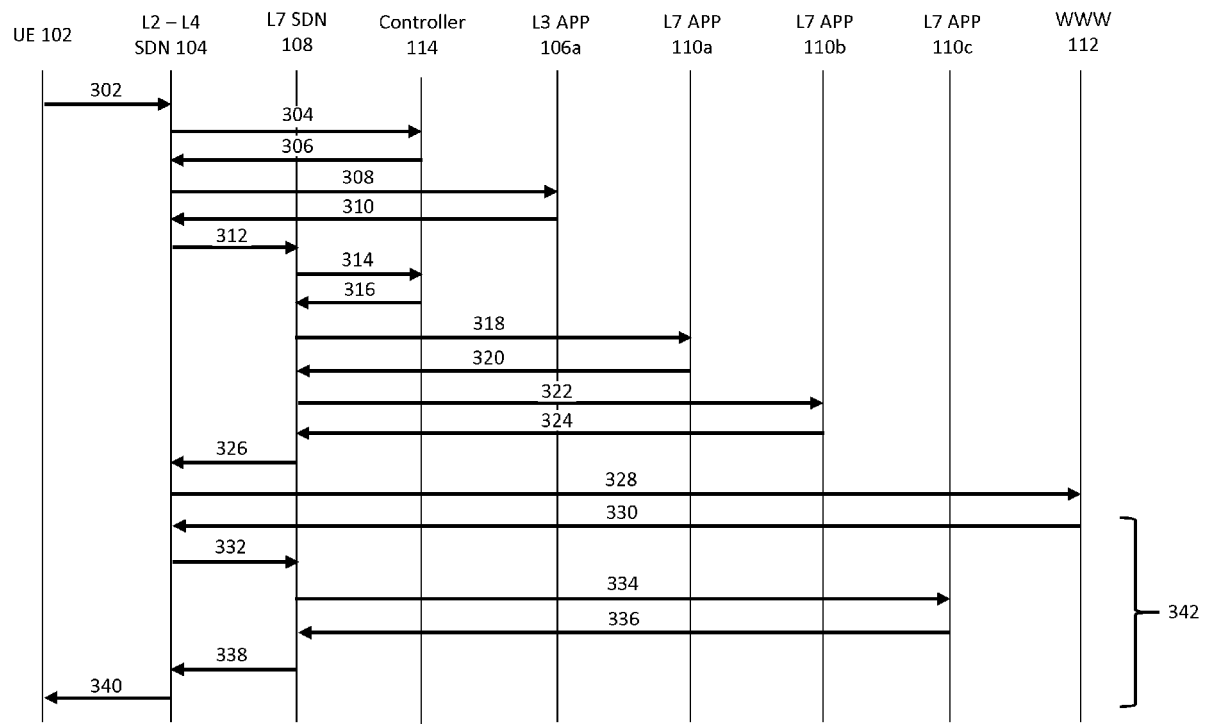 UE 102
L2 – L4
SDN 104
L7 SDN
108
Controller
114
L3 APP
106a
L7 APP
110a
L7 APP
110b
L7 APP
110c
WWW
112
302
304
306
308
310
312
314
316
318
320
322
324
326
328
330
332
334
336
338
340
342